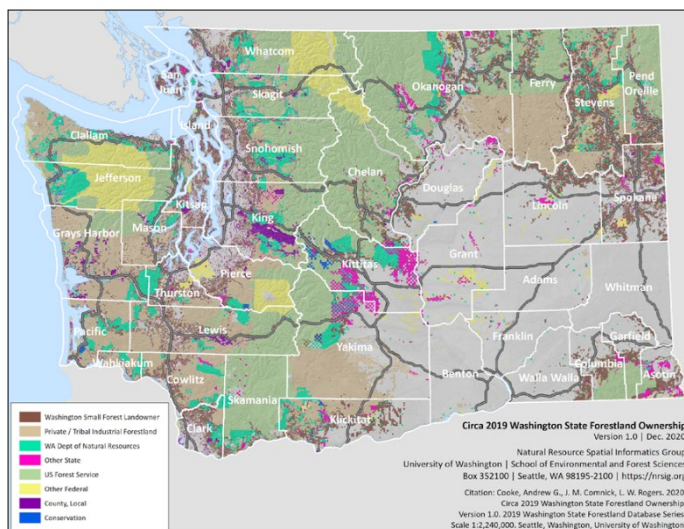 Whatcom
San
Juan
Skagit
Okanogan
Ferry
Pend
Oreille
Stevens
Island
Clallam
Snohomish
Chelan
Jefferson
Douglas
Kitsap
Lincoln
Spokane
King
Grays Harbor
Mason
Grant
Kittitas
Pierce
Adams
Whitman
Thurston
Pacific
Lewis
Yakima
Franklin
Garfield
Wahkiakum
Columbia
Cowlitz
Benton
Walla Walla
Asotin
Skamania
Klickitat
Clark
Washington Small Forest Landowner
Private / Tribal Industrial Forestland
WA Dept of Natural Resources
Other State
US Forest Service
Other Federal
County, Local
Conservation
Circa 2019 Washington State Forestland Ownership
Version 1.0 | Dec. 2020
Natural Resource Spatial Informatics Group
University of Washington | School of Environmental and Forest Sciences
Box 352100 | Seattle, WA 98195-2100 | https://nrsig.org
Citation: Cooke, Andrew G., J. M. Comnick, L. W. Rogers. 2020.
Circa 2019 Washington State Forestland Ownership
Version 1.0. 2019 Washington State Forestland Database Series.
Scale 1:2,240,000. Seattle, Washington, University of Washington